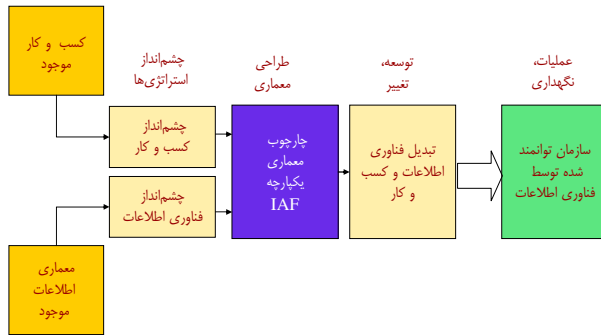 کسب و کار
موجود
چشم‌انداز
استراتژی‌ها
طراحی
معماری
توسعه،
تغییر
عملیات،
نگهداری
چشم‌انداز
کسب و کار
چشم‌انداز
فناوری اطلاعات
چارچوب
معماری
یکپارچه
IAF
تبدیل فناوری
اطلاعات و کسب
و کار
سازمان توانمند
شده توسط
فناوری اطلاعات
معماری
اطلاعات
موجود